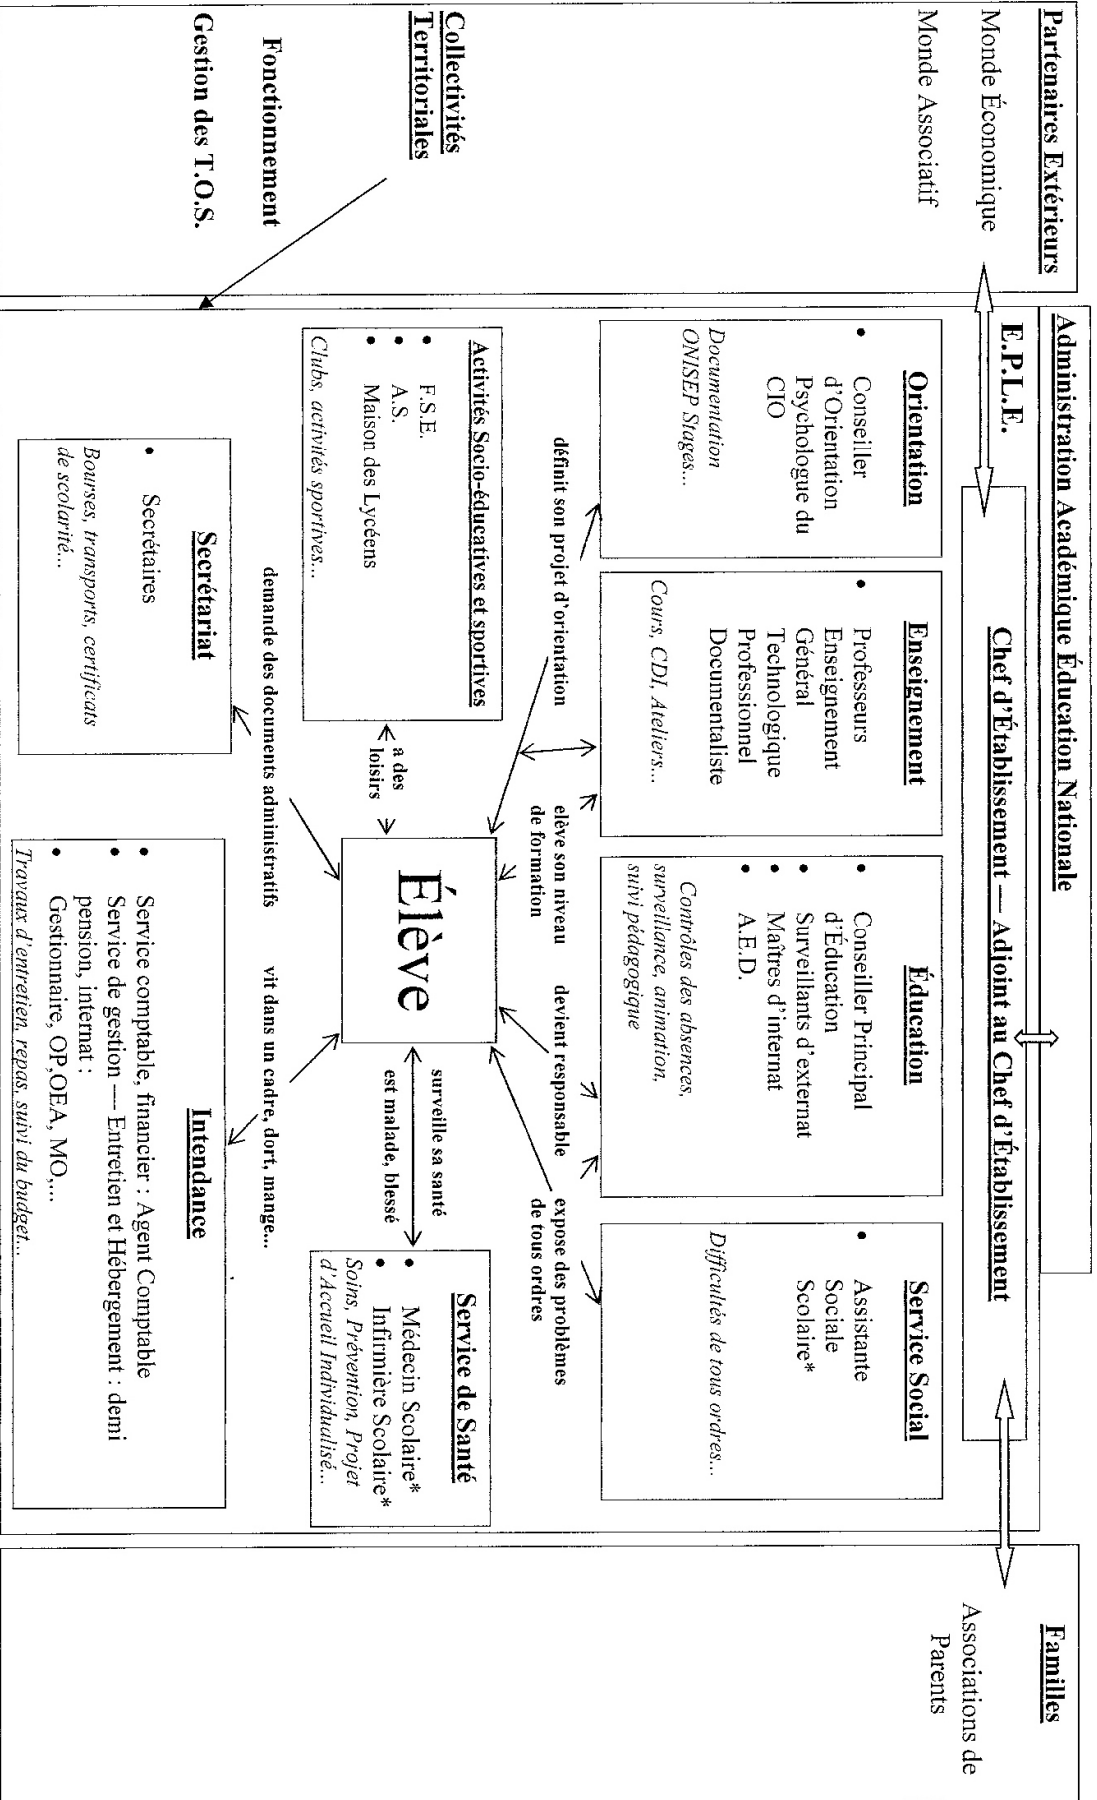 Partenaires Extérieurs
Monde Économique
Monde Associatif
Collectivités
Territoriales
Fonctionnement
Gestion des T.O.S.
Administration Académique Éducation Nationale
E.P.L.E.
Chef d'Établissement — Adjoint au Chef d'Établissement
Orientation
• Conseiller
d'Orientation
Psychologue du
CIO
Documentation
ONISEP Stages...
Enseignement
• Professeurs
Enseignement
Général
Technologique
Professionnel
Documentaliste
Cours, CDI, Ateliers...
Éducation
• Conseiller Principal
d'Éducation
• Surveillants d'externat
• Maîtres d'internat
• A.E.D.
Contrôles des absences,
surveillance, animation,
suivi pédagogique
Service Social
• Assistante
Sociale
Scolaire*
Difficultés de tous ordres...
définit son projet d'orientation
elève son niveau
de formation
devient responsable
expose des problèmes
de tous ordres
Activités Socio-éducatives et sportives
• F.S.E.
• A.S.
• Maison des Lycéens
Clubs, activités sportives...
a des
loisirs
Élève
surveille sa santé
est malade, blessé
Service de Santé
• Médecin Scolaire*
• Infirmière Scolaire*
Soins, Prévention, Projet
d'Accueil Individualisé...
demande des documents administratifs
vit dans un cadre, dort, mange...
Secrétariat
• Secrétaires
Bourses, transports, certificats
de scolarité...
Intendance
• Service comptable, financier : Agent Comptable
• Service de gestion — Entretien et Hébergement : demi
pension, internat :
• Gestionnaire, OP,OEA, MO,...
Travaux d'entretien, repas, suivi du budget...
Familles
Associations de
Parents